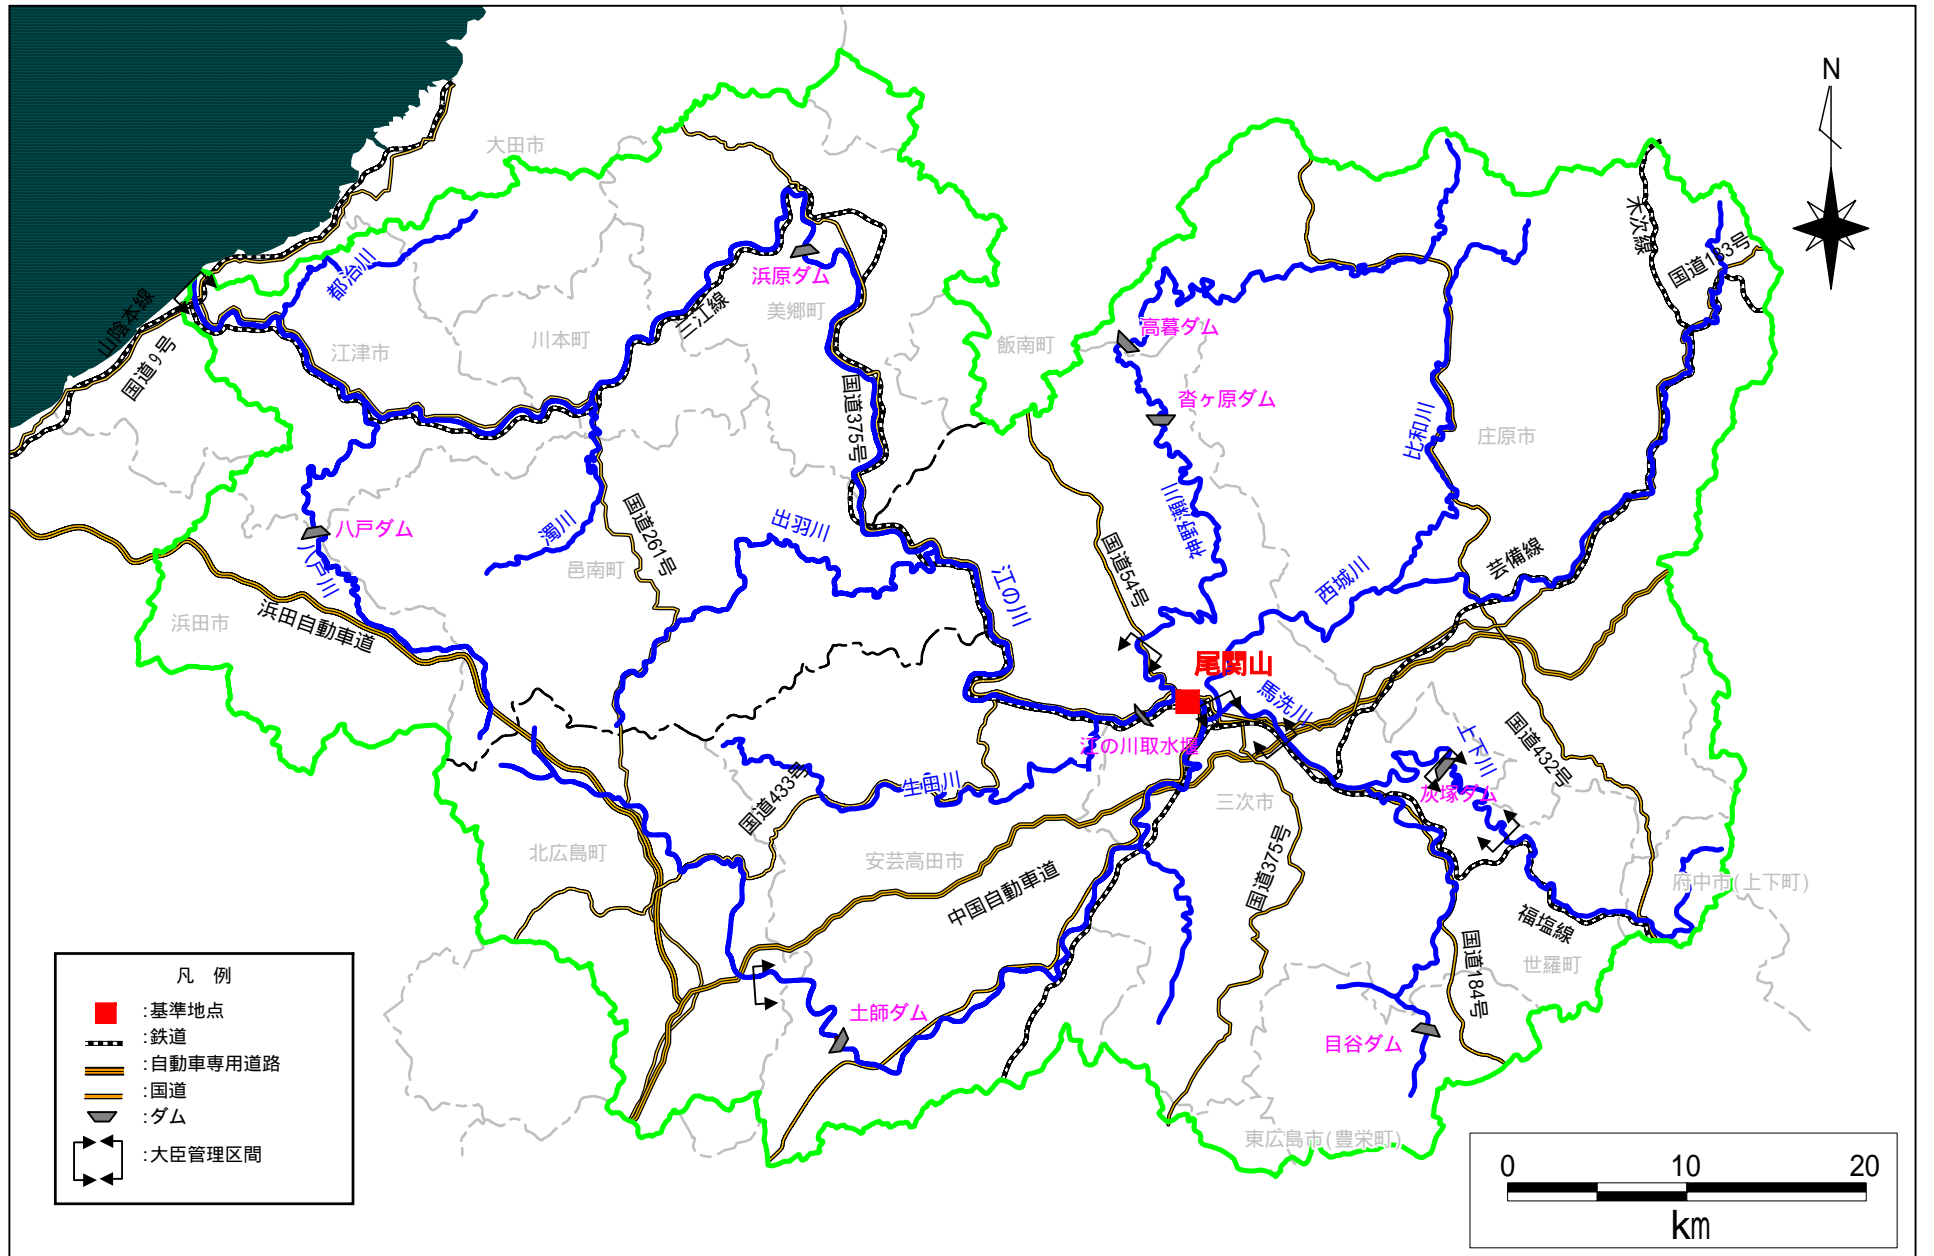 N
大田市
都治川
山陰本線
国道9号
江津市
川本町
三江線
浜原ダム
美郷町
国道375号
飯南町
高暮ダム
沓ヶ原ダム
神野瀬川
比和川
庄原市
木次線
国道183号
八戸ダム
八戸川
濁川
国道261号
邑南町
出羽川
江の川
国道54号
西城川
芸備線
浜田市
浜田自動車道
尾関山
馬洗川
江の川取水堰
上下川
国道432号
灰塚ダム
三次市
国道433号
生田川
北広島町
安芸高田市
中国自動車道
国道375号
府中市(上下町)
福塩線
世羅町
国道184号
土師ダム
目谷ダム
東広島市(豊栄町)
凡 例
:基準地点
:鉄道
:自動車専用道路
:国道
:ダム
:大臣管理区間
0 10 20
km